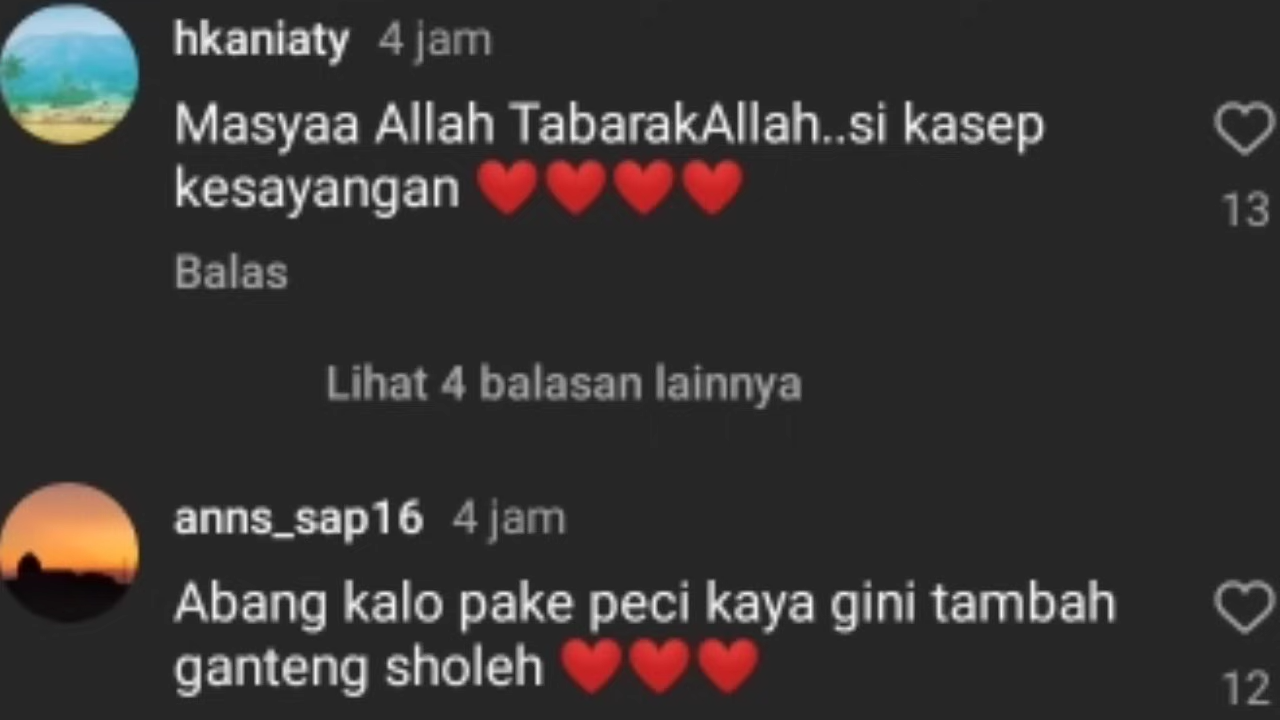 hkaniaty 4 jam
Masyaa Allah TabarakAllah..si kasep
kesayangan ❤️❤️❤️❤️
13
Balas
Lihat 4 balasan lainnya
anns_sap16 4 jam
Abang kalo pake peci kaya gini tambah
ganteng sholeh ❤️❤️❤️
12